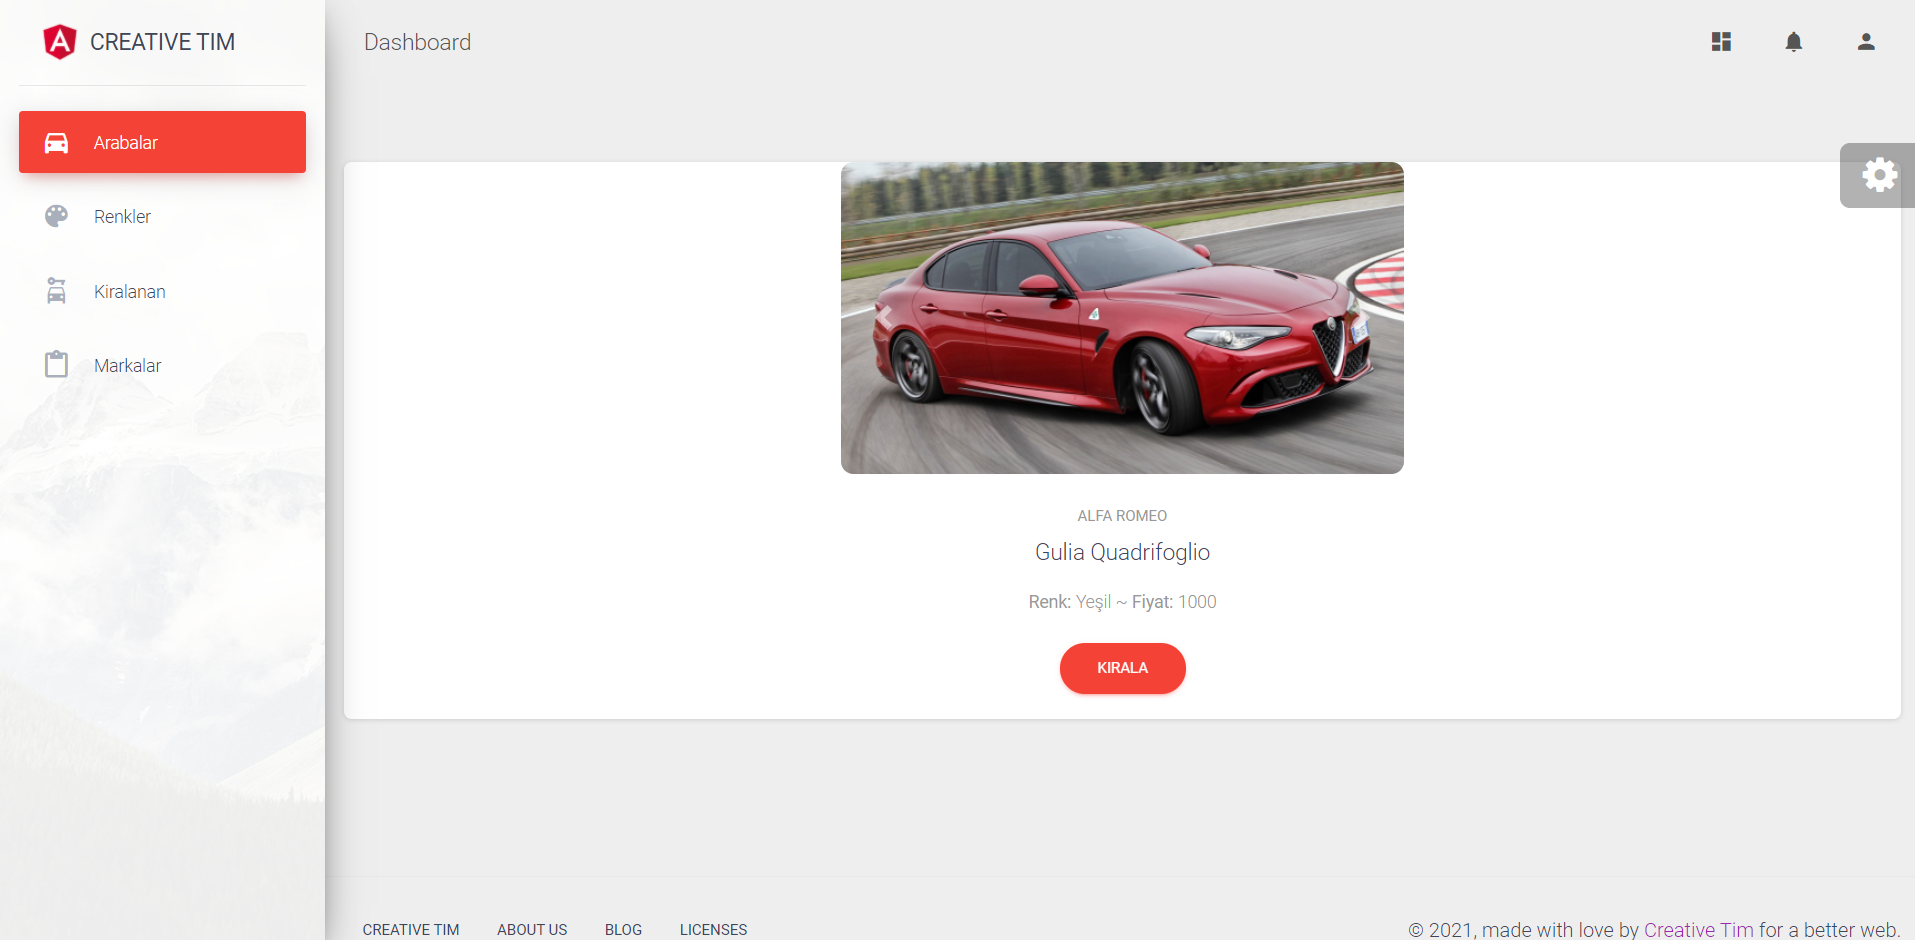 CREATIVE TIM
Dashboard
Arabalar
Renkler
Kiralanan
Markalar
ALFA ROMEO
Gulia Quadrifoglio
Renk: Yeşil ~ Fiyat: 1000
KIRALA
CREATIVE TIM ABOUT US BLOG LICENSES
© 2021, made with love by Creative Tim for a better web.